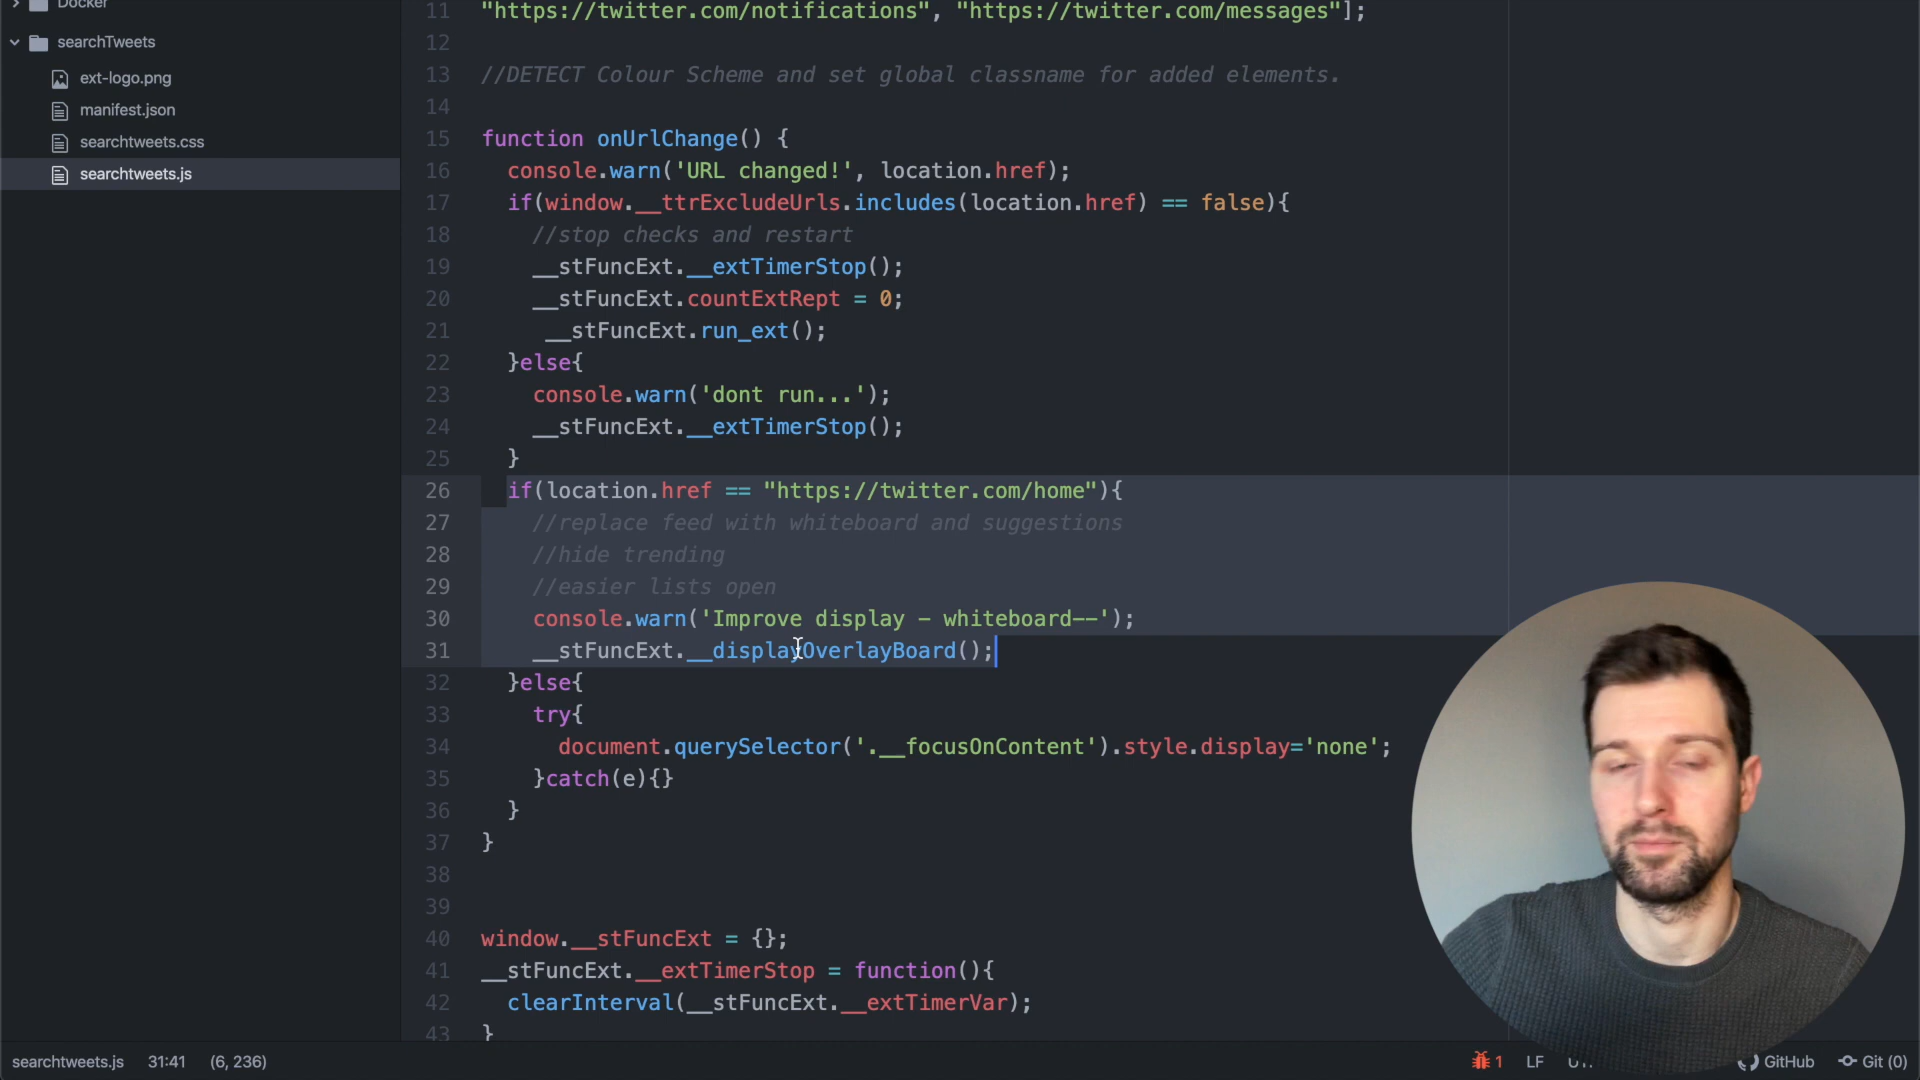 Docker
searchTweets
ext-logo.png
manifest.json
searchtweets.css
searchtweets.js
11 "https://twitter.com/notifications", "https://twitter.com/messages"];
12
13 //DETECT Colour Scheme and set global classname for added elements.
14
15 function onUrlChange() {
16 console.warn('URL changed!', location.href);
17 if(window.__ttrExcludeUrls.includes(location.href) == false){
18 //stop checks and restart
19 __stFuncExt.__extTimerStop();
20 __stFuncExt.countExtRept = 0;
21 __stFuncExt.run_ext();
22 }else{
23 console.warn('dont run...');
24 __stFuncExt.__extTimerStop();
25 }
26 if(location.href == "https://twitter.com/home"){
27 //replace feed with whiteboard and suggestions
28 //hide trending
29 //easier lists open
30 console.warn('Improve display - whiteboard--');
31 __stFuncExt.__displayOverlayBoard();
32 }else{
33 try{
34 document.querySelector('.__focusOnContent').style.display='none';
35 }catch(e){}
36 }
37 }
38
39
40 window.__stFuncExt = {};
41 __stFuncExt.__extTimerStop = function(){
42 clearInterval(__stFuncExt.__extTimerVar);
43 }
searchtweets.js 31:41 (6, 236) 1 LF GitHub Git (0)